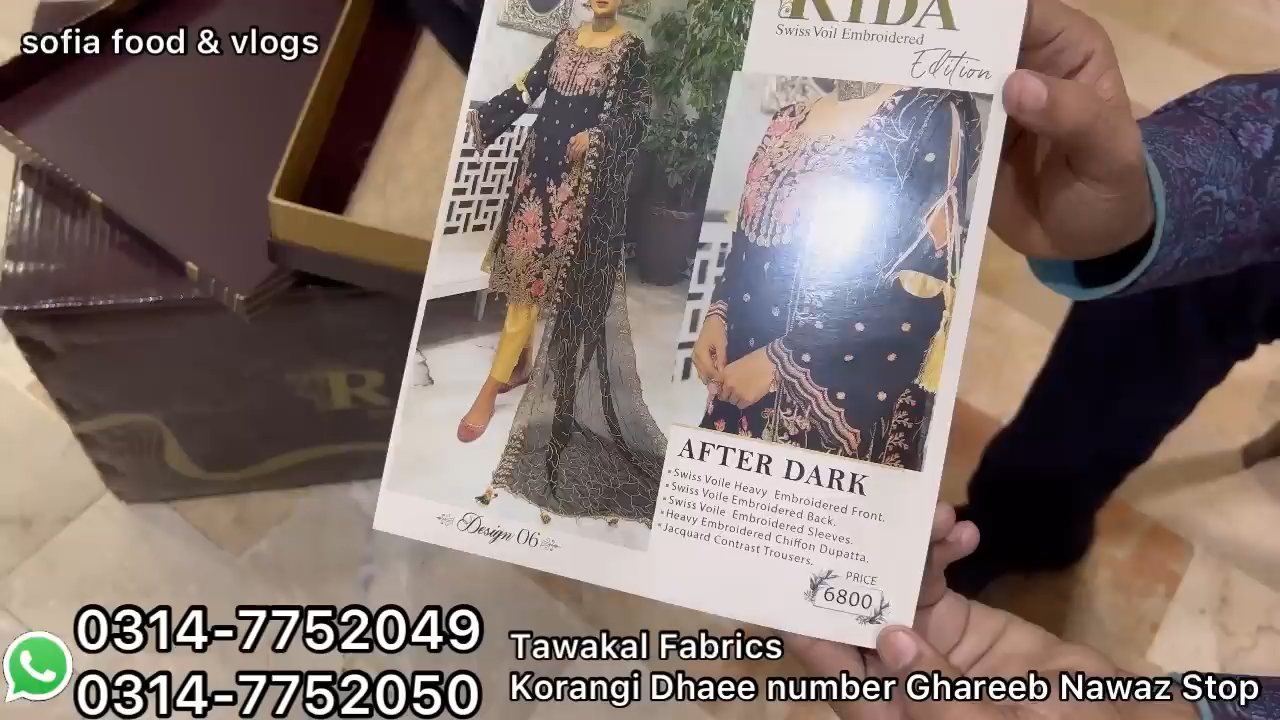 sofia food & vlogs
RIDA
Swiss Voil Embroidered
Edition
R
AFTER DARK
Swiss Voile Heavy Embroidered Front.
Swiss Voile Embroidered Back.
Swiss Voile Embroidered Sleeves.
Heavy Embroidered Chiffon Dupatta.
Jacquard Contrast Trousers.
Design 06
PRICE
6800
0314-7752049
0314-7752050
Tawakal Fabrics
Korangi Dhaee number Ghareeb Nawaz Stop